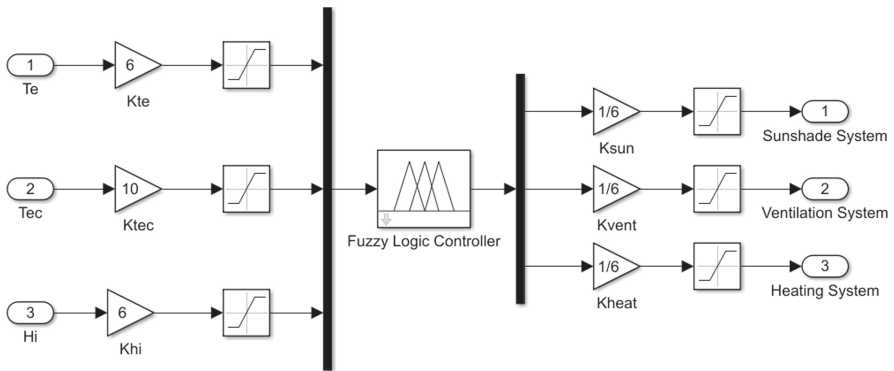 1
Te
6
Kte
2
Tec
10
Ktec
3
Hi
6
Khi
Fuzzy Logic Controller
1/6
Ksun
1
Sunshade System
1/6
Kvent
2
Ventilation System
1/6
Kheat
3
Heating System